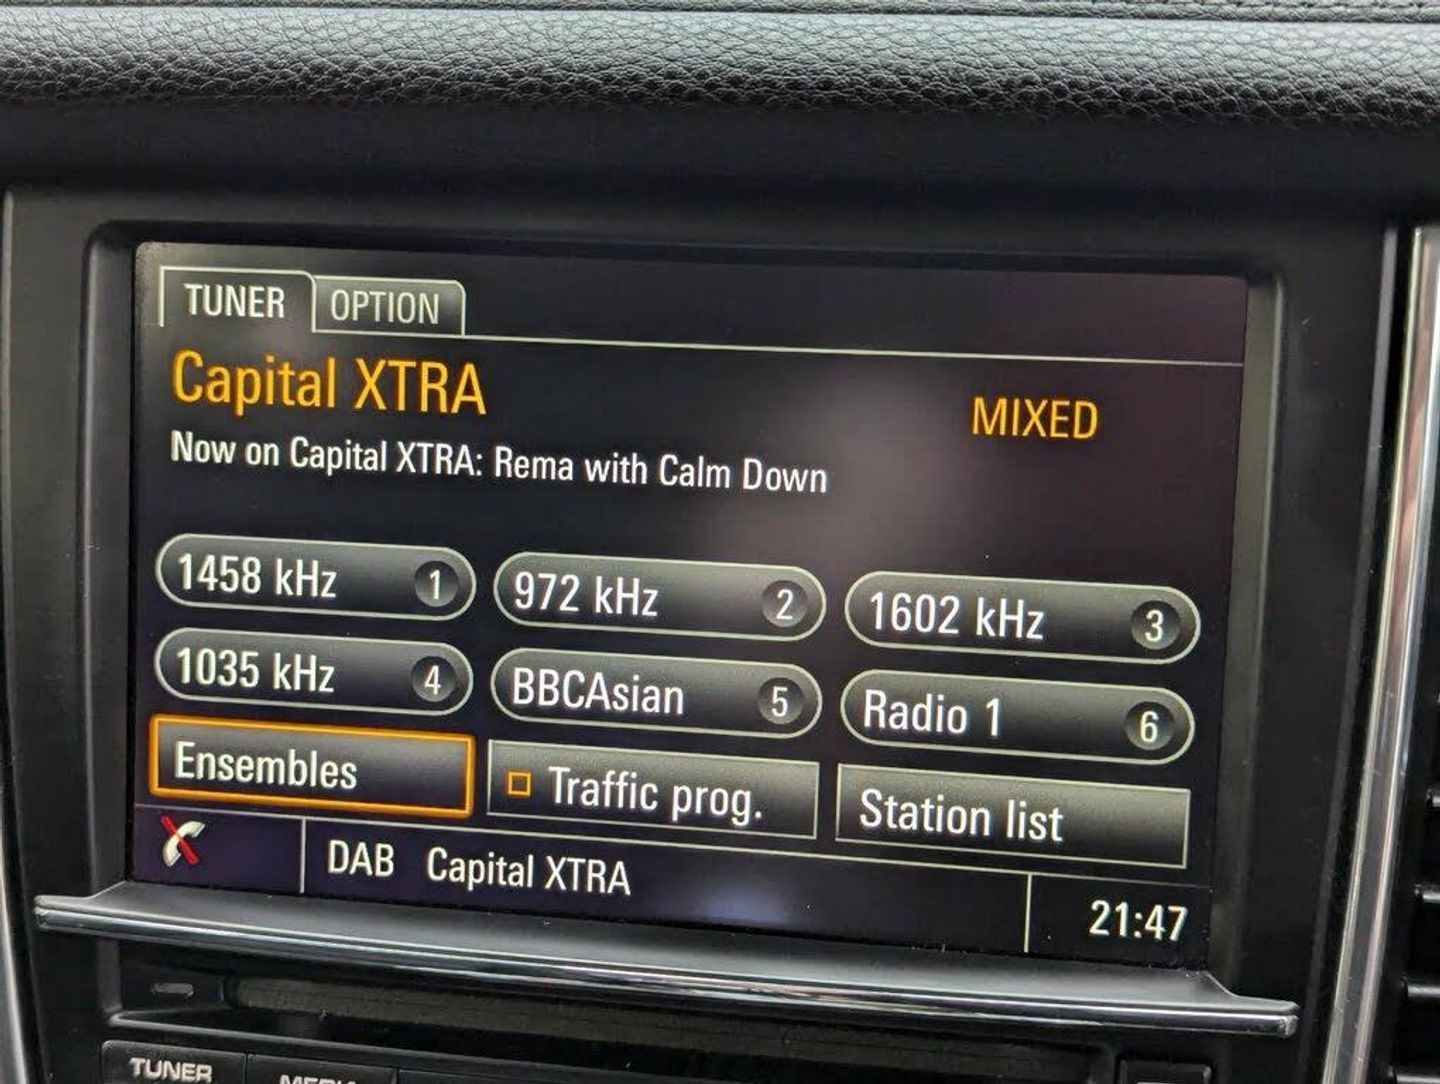 TUNER OPTION
Capital XTRA
MIXED
Now on Capital XTRA: Rema with Calm Down
1458 kHz 1 972 kHz 2 1602 kHz 3
1035 kHz 4 BBCAsian 5 Radio 1 6
Ensembles Traffic prog. Station list
DAB Capital XTRA 21:47
TUNER